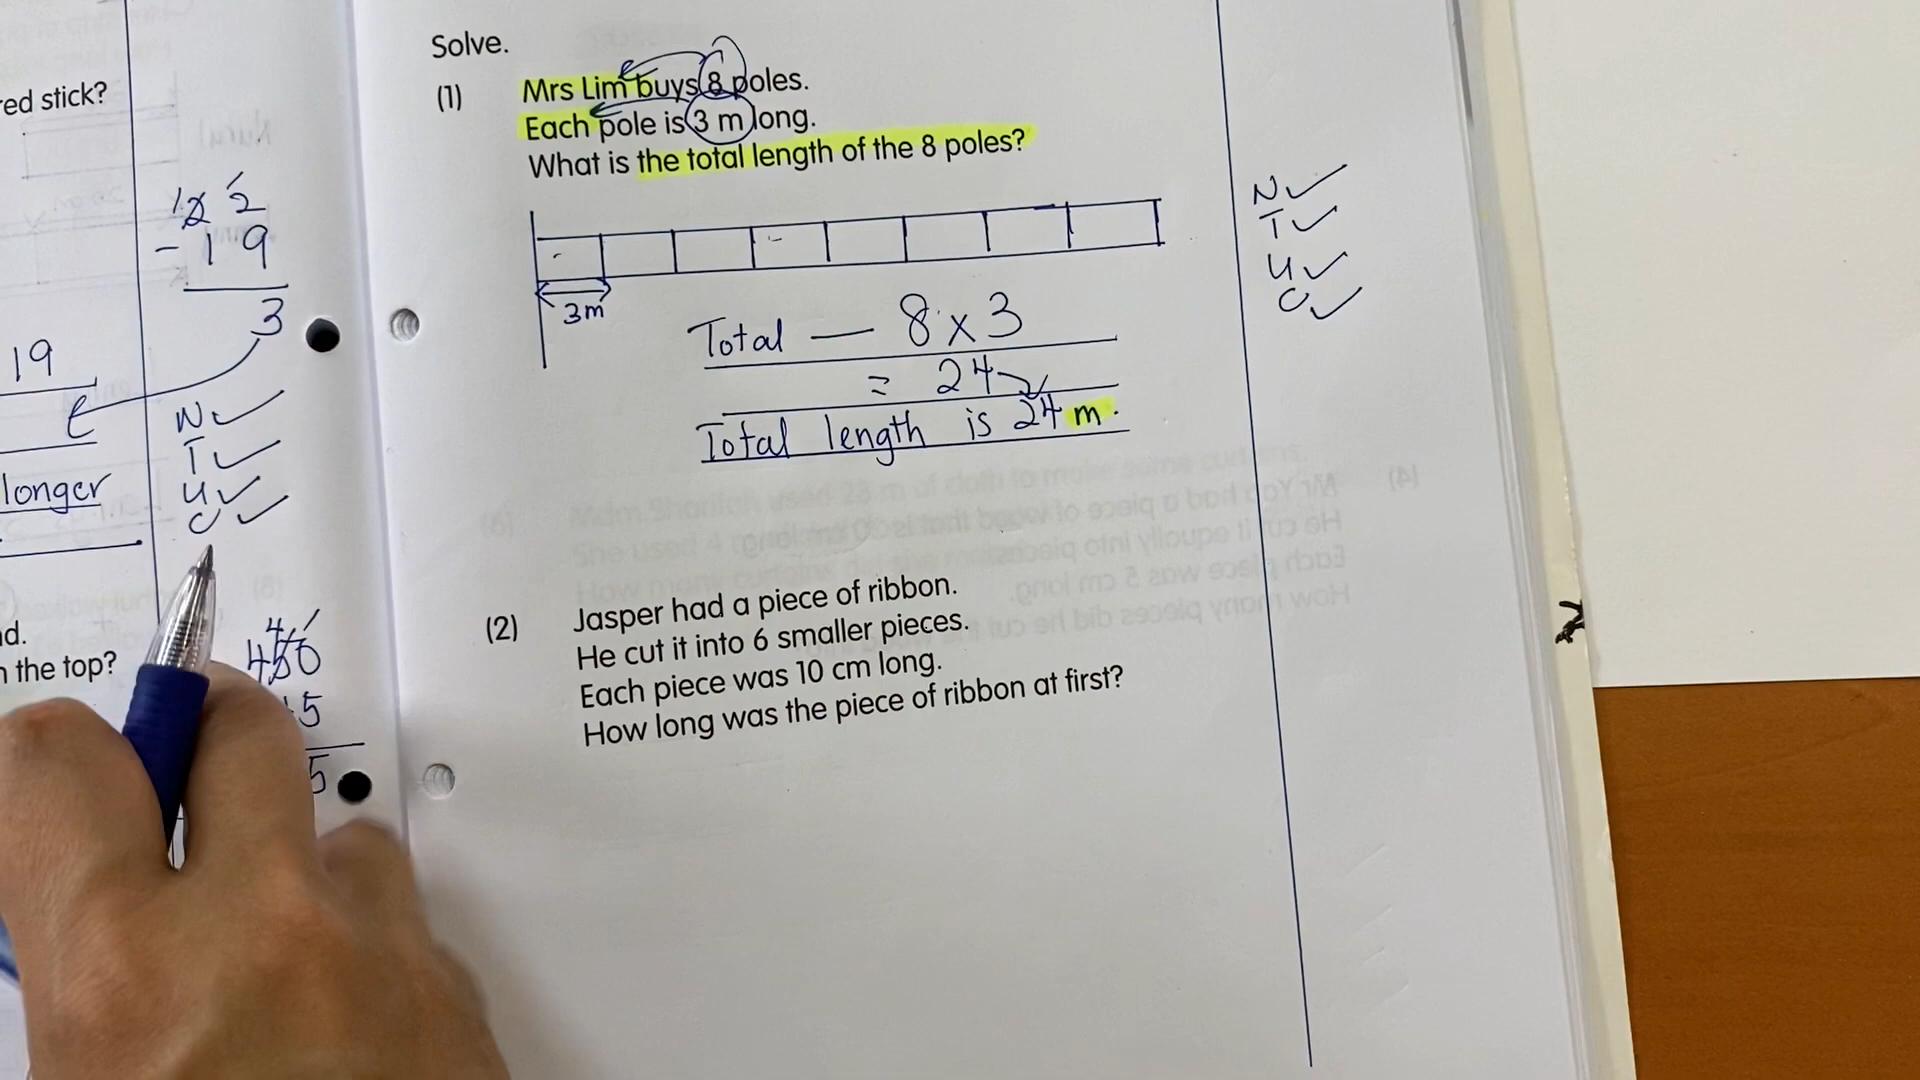 red stick?
12 2
- 1 9
3
19
N ✓
T ✓
U ✓
C ✓
longer
the top?
5
5
Solve.
(1) Mrs Lim buys 8 poles.
Each pole is 3 m long.
What is the total length of the 8 poles?
3m
Total — 8 x 3
= 24
Total length is 24 m.
N ✓
T ✓
U ✓
C ✓
(2) Jasper had a piece of ribbon.
He cut it into 6 smaller pieces.
Each piece was 10 cm long.
How long was the piece of ribbon at first?